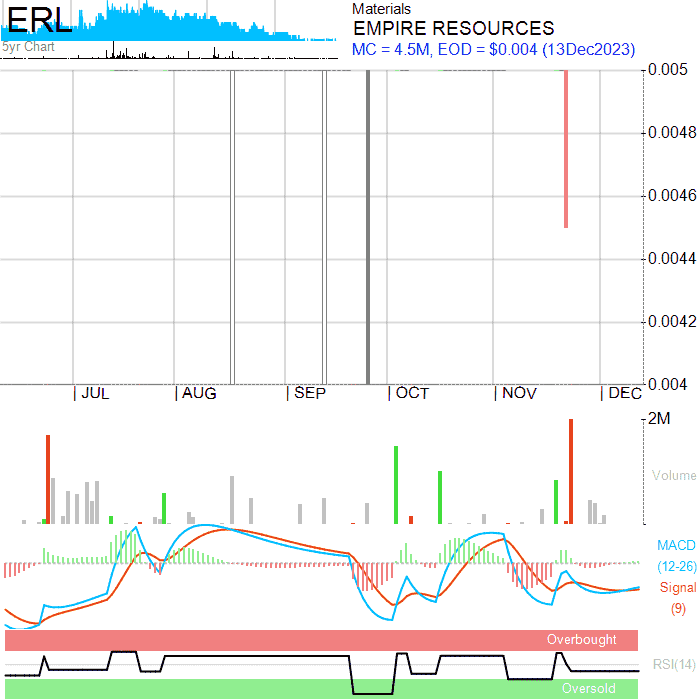 ERL
5yr Chart
Materials
EMPIRE RESOURCES
MC = 4.5M, EOD = $0.004 (13Dec2023)
0.005
0.0048
0.0046
0.0044
0.0042
0.004
JUL
AUG
SEP
OCT
NOV
DEC
2M
Volume
MACD
(12-26)
Signal
(9)
Overbought
RSI(14)
Oversold